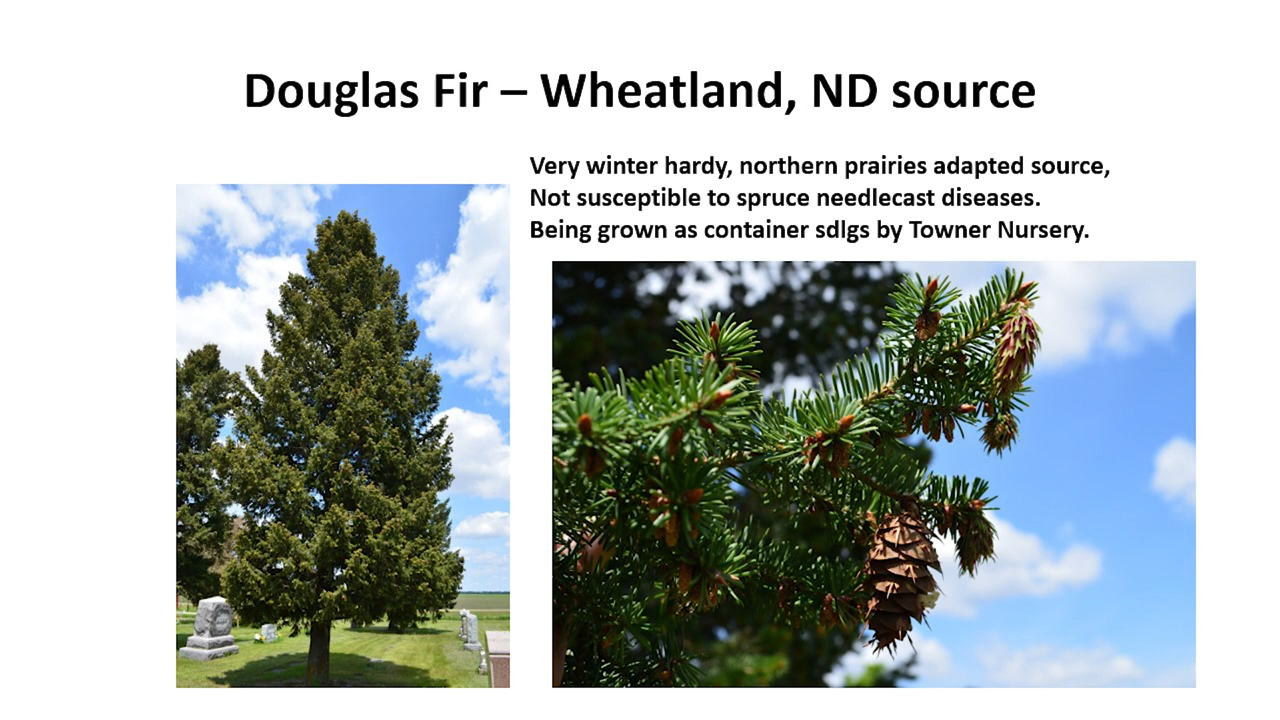 Douglas Fir – Wheatland, ND source
Very winter hardy, northern prairies adapted source,
Not susceptible to spruce needlecast diseases.
Being grown as container sdlgs by Towner Nursery.